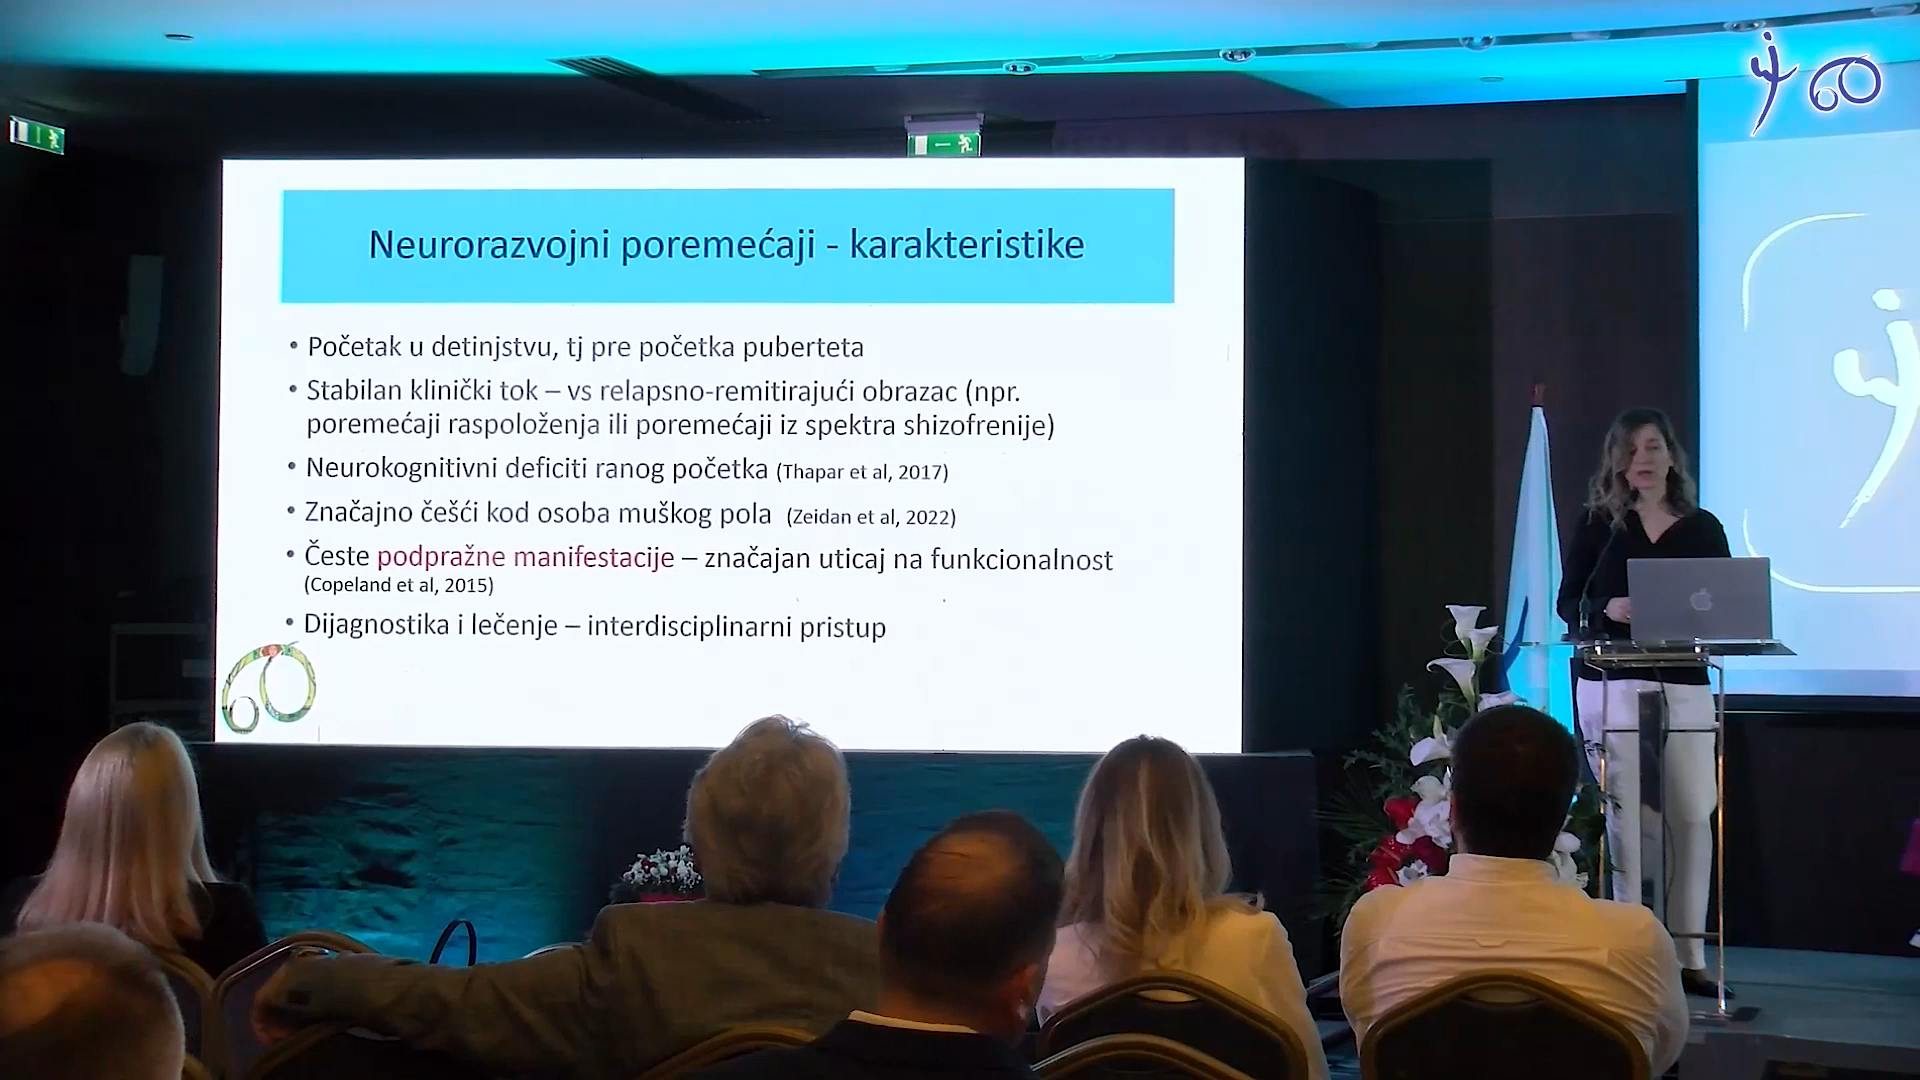 Neurorazvojni poremećaji - karakteristike
• Početak u detinjstvu, tj pre početka puberteta
• Stabilan klinički tok – vs relapsno-remitirajući obrazac (npr.
poremećaji raspoloženja ili poremećaji iz spektra shizofrenije)
• Neurokognitivni deficiti ranog početka (Thapar et al, 2017)
• Značajno češći kod osoba muškog pola (Zeidan et al, 2022)
• Česte podpražne manifestacije – značajan uticaj na funkcionalnost
(Copeland et al, 2015)
• Dijagnostika i lečenje – interdisciplinarni pristup
60
60